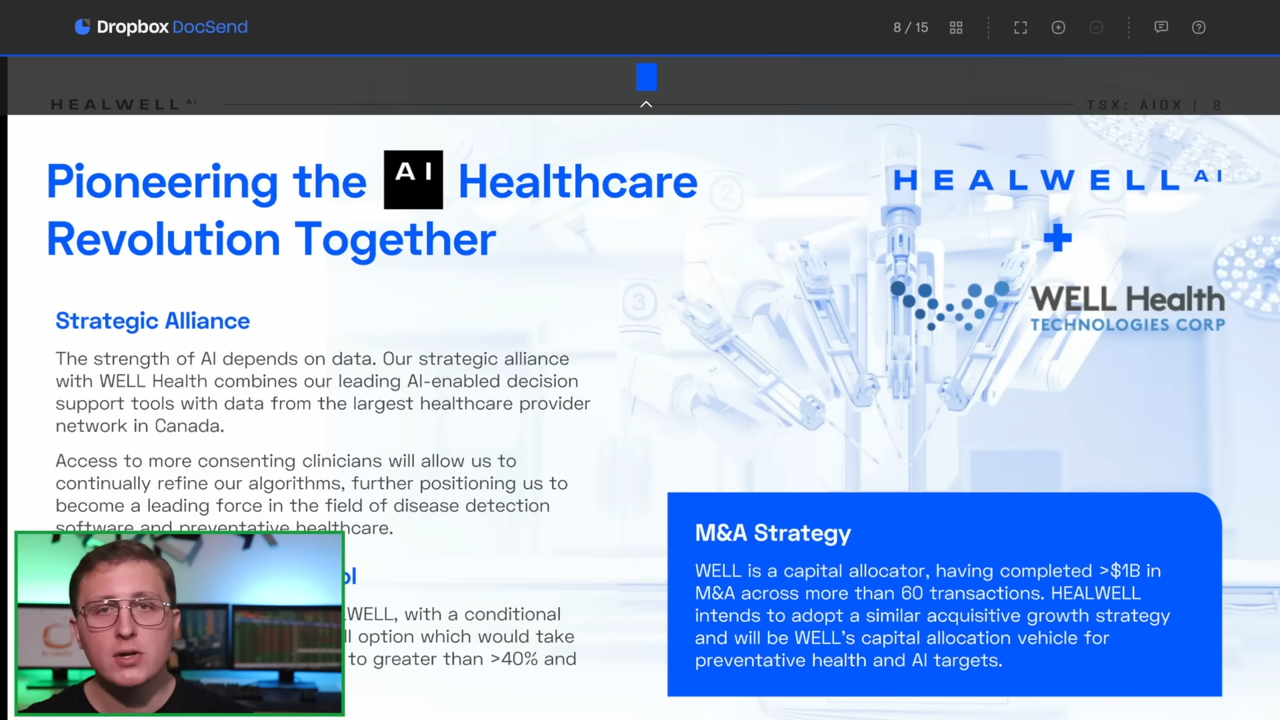 Dropbox DocSend
8 / 15
HEALWELL AI
TSX: AIDX | 8
Pioneering the AI Healthcare
Revolution Together
HEALWELL AI
WELL Health
TECHNOLOGIES CORP
2
3
Strategic Alliance
The strength of AI depends on data. Our strategic alliance
with WELL Health combines our leading AI-enabled decision
support tools with data from the largest healthcare provider
network in Canada.
Access to more consenting clinicians will allow us to
continually refine our algorithms, further positioning us to
become a leading force in the field of disease detection
software and preventative healthcare.
ol
WELL, with a conditional
ll option which would take
to greater than >40% and
M&A Strategy
WELL is a capital allocator, having completed >$1B in
M&A across more than 60 transactions. HEALWELL
intends to adopt a similar acquisitive growth strategy
and will be WELL's capital allocation vehicle for
preventative health and AI targets.